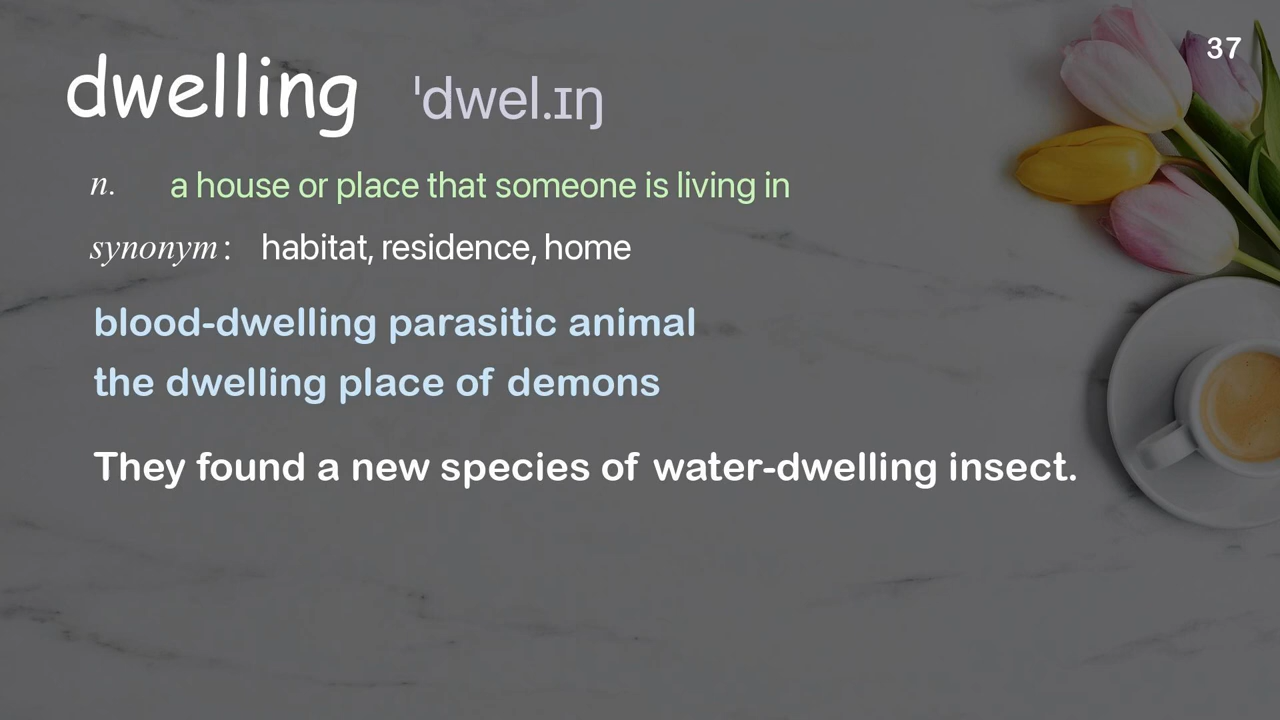 37
dwelling ˈdwel.ɪŋ
n. a house or place that someone is living in
synonym: habitat, residence, home
blood-dwelling parasitic animal
the dwelling place of demons
They found a new species of water-dwelling insect.